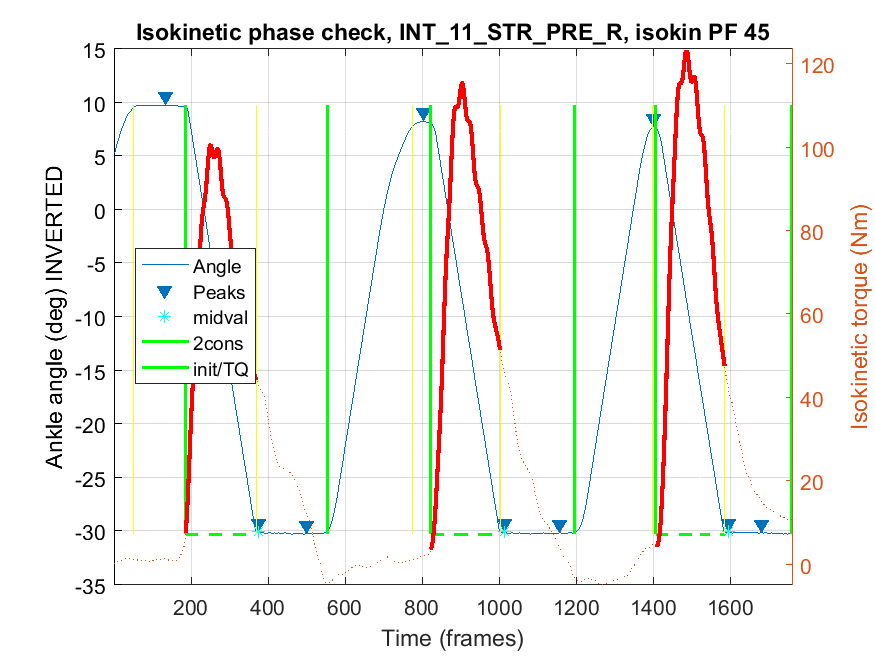 Isokinetic phase check, INT_11_STR_PRE_R, isokin PF 45
15
10
5
0
-5
-10
-15
-20
-25
-30
-35
Ankle angle (deg) INVERTED
Angle
Peaks
midval
2cons
init/TQ
120
100
80
60
40
20
0
Isokinetic torque (Nm)
200
400
600
800
1000
1200
1400
1600
Time (frames)